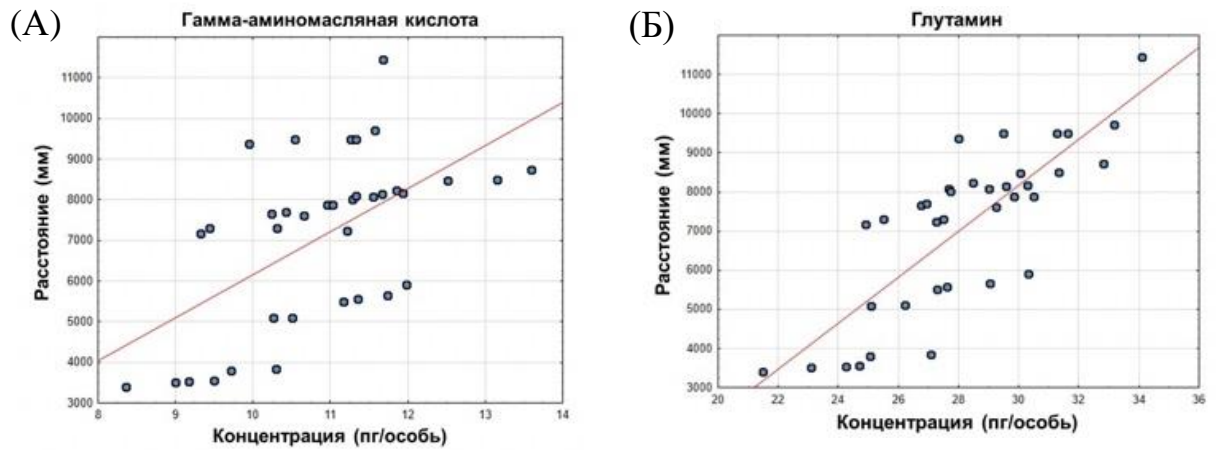 (А)
Гамма-аминомасляная кислота
Расстояние (мм)
11000
10000
9000
8000
7000
6000
5000
4000
3000
8 9 10 11 12 13 14
Концентрация (пг/особь)
(Б)
Глутамин
Расстояние (мм)
11000
10000
9000
8000
7000
6000
5000
4000
3000
20 22 24 26 28 30 32 34 36
Концентрация (пг/особь)